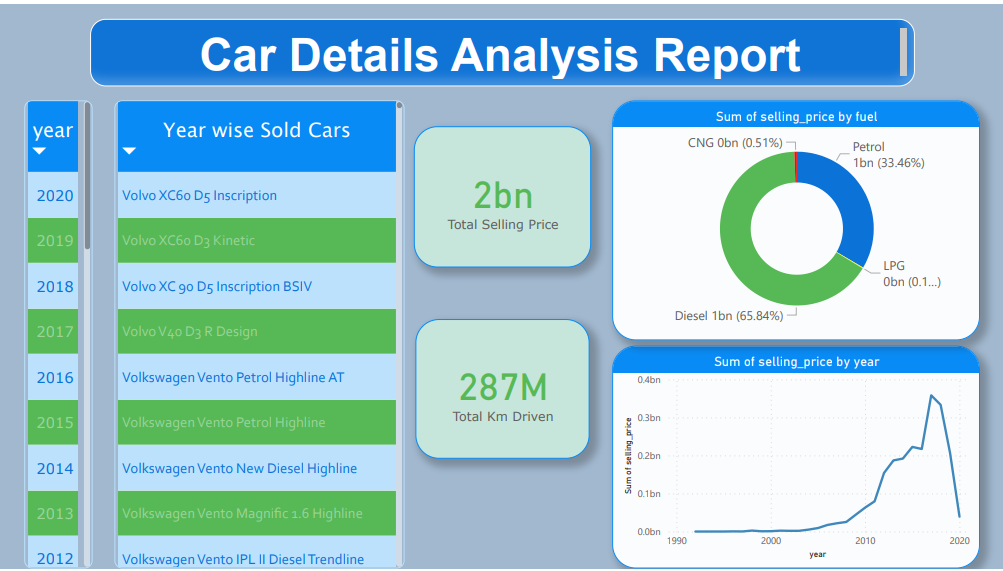 Car Details Analysis Report
year
2020
2019
2018
2017
2016
2015
2014
2013
2012
Year wise Sold Cars
Volvo XC60 D5 Inscription
Volvo XC60 D3 Kinetic
Volvo XC 90 D5 Inscription BSIV
Volvo V40 D3 R Design
Volkswagen Vento Petrol Highline AT
Volkswagen Vento Petrol Highline
Volkswagen Vento New Diesel Highline
Volkswagen Vento Magnific 1.6 Highline
Volkswagen Vento IPL II Diesel Trendline
2bn
Total Selling Price
287M
Total Km Driven
Sum of selling_price by fuel
CNG 0bn (0.51%)
Petrol
1bn (33.46%)
LPG
0bn (0.1...)
Diesel 1bn (65.84%)
Sum of selling_price by year
Sum of selling_price
0.4bn
0.3bn
0.2bn
0.1bn
0.0bn
1990 2000 2010 2020
year